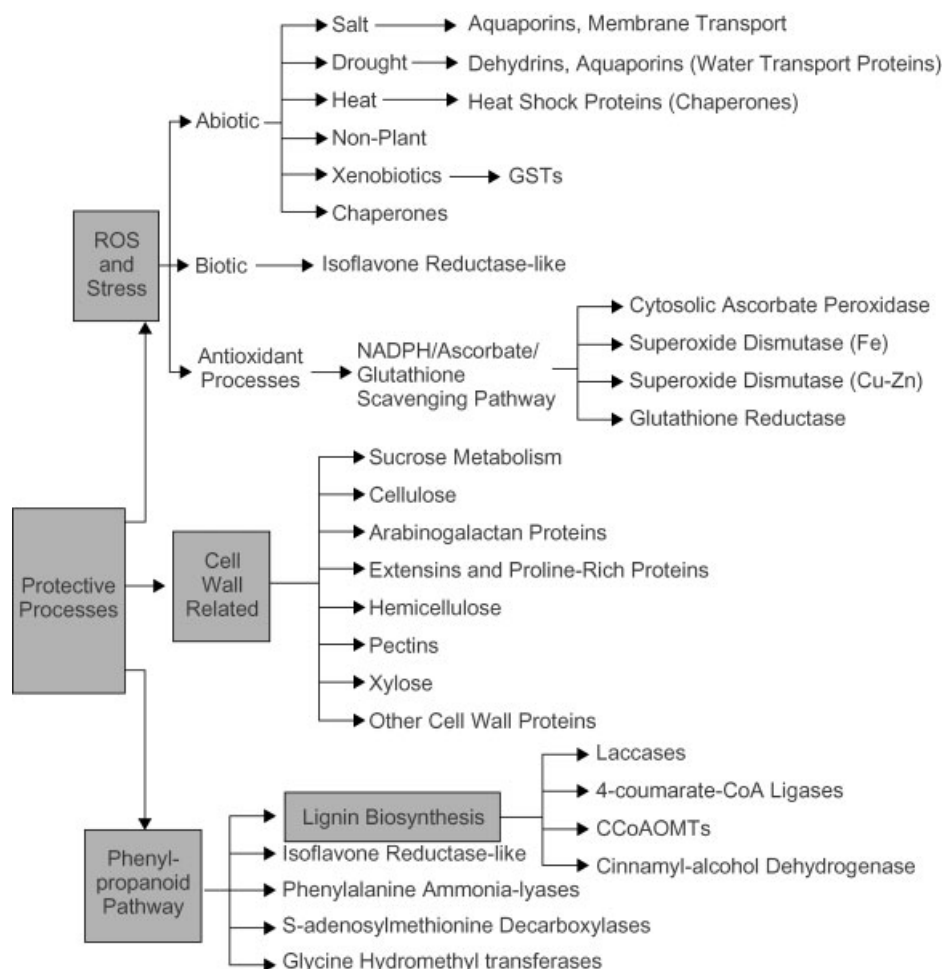 Salt
Aquaporins, Membrane Transport
Drought
Dehydrins, Aquaporins (Water Transport Proteins)
Heat
Heat Shock Proteins (Chaperones)
Abiotic
Non-Plant
Xenobiotics
GSTs
Chaperones
ROS
and
Stress
Biotic
Isoflavone Reductase-like
Antioxidant
Processes
NADPH/Ascorbate/
Glutathione
Scavenging Pathway
Cytosolic Ascorbate Peroxidase
Superoxide Dismutase (Fe)
Superoxide Dismutase (Cu-Zn)
Glutathione Reductase
Protective
Processes
Cell
Wall
Related
Sucrose Metabolism
Cellulose
Arabinogalactan Proteins
Extensins and Proline-Rich Proteins
Hemicellulose
Pectins
Xylose
Other Cell Wall Proteins
Phenyl-
propanoid
Pathway
Lignin Biosynthesis
Laccases
4-coumarate-CoA Ligases
CCoAOMTs
Cinnamyl-alcohol Dehydrogenase
Isoflavone Reductase-like
Phenylalanine Ammonia-lyases
S-adenosylmethionine Decarboxylases
Glycine Hydromethyl transferases